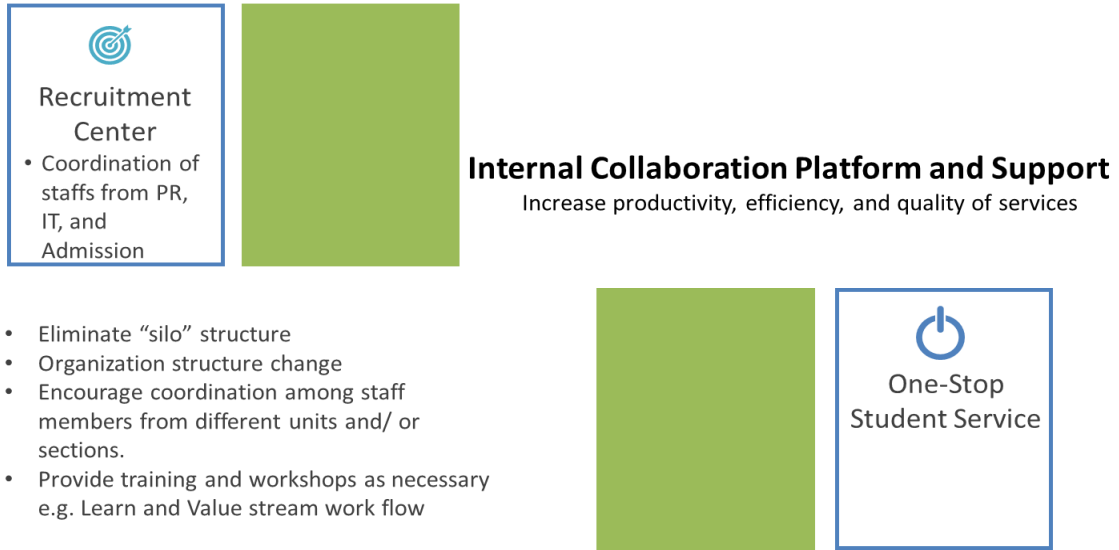 Recruitment
Center
• Coordination of
staffs from PR,
IT, and
Admission
Internal Collaboration Platform and Support
Increase productivity, efficiency, and quality of services
• Eliminate “silo” structure
• Organization structure change
• Encourage coordination among staff
members from different units and/ or
sections.
• Provide training and workshops as necessary
e.g. Learn and Value stream work flow
One-Stop
Student Service